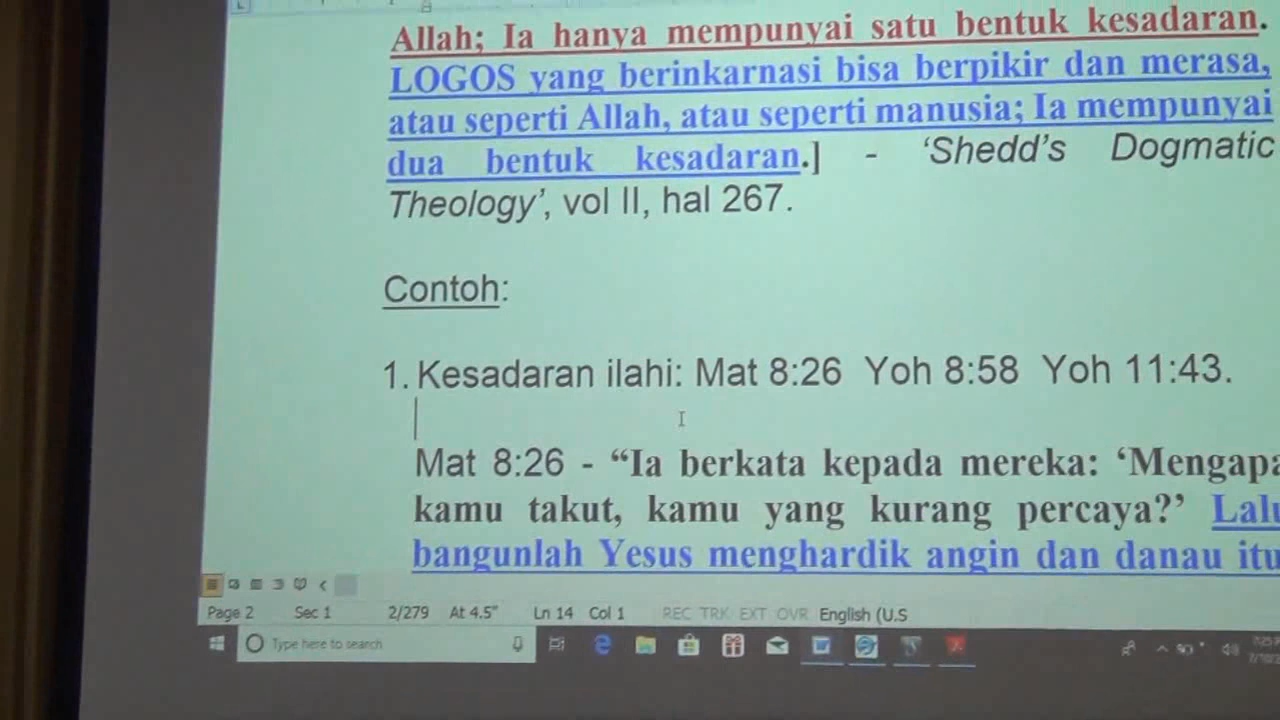 Allah; Ia hanya mempunyai satu bentuk kesadaran.
LOGOS yang berinkarnasi bisa berpikir dan merasa,
atau seperti Allah, atau seperti manusia; Ia mempunyai
dua bentuk kesadaran.] - ‘Shedd’s Dogmatic
Theology’, vol II, hal 267.
Contoh:
1. Kesadaran ilahi: Mat 8:26 Yoh 8:58 Yoh 11:43.
Mat 8:26 - “Ia berkata kepada mereka: ‘Mengapa
kamu takut, kamu yang kurang percaya?’ Lalu
bangunlah Yesus menghardik angin dan danau itu
Page 2 Sec 1 2/279 At 4.5" Ln 14 Col 1 REC TRK EXT OVR English (U.S
Type here to search